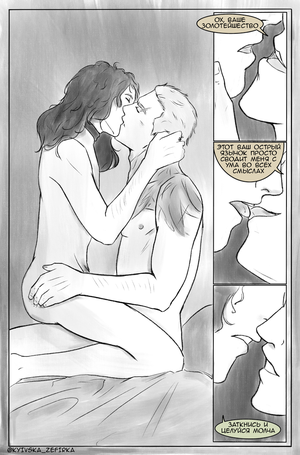 ОХ, ВАШЕ
ЗОЛОТЕЙШЕСТВО
ЭТОТ ВАШ ОСТРЫЙ
ЯЗЫЧОК ПРОСТО
СВОДИТ МЕНЯ С
УМА ВО ВСЕХ
СМЫСЛАХ
ЗАТКНИСЬ И
ЦЕЛУЙСЯ МОЛЧА
@KYIVSKA_ZEFIRKA